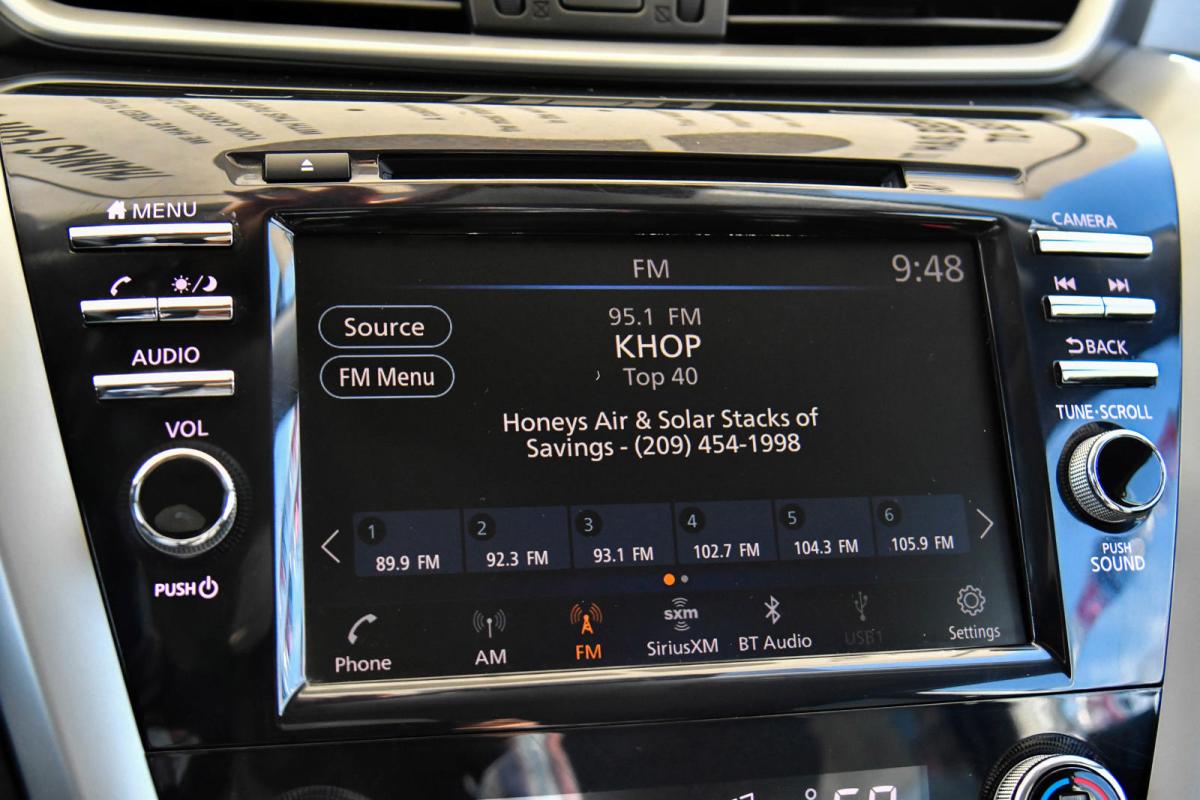 MENU
CAMERA
FM
9:48
Source
95.1 FM
KHOP
Top 40
FM Menu
AUDIO
BACK
Honeys Air & Solar Stacks of
Savings - (209) 454-1998
VOL
TUNE·SCROLL
1
2
3
4
5
6
89.9 FM
92.3 FM
93.1 FM
102.7 FM
104.3 FM
105.9 FM
PUSH
PUSH
SOUND
Phone
AM
FM
sxm
SiriusXM
BT Audio
USB1
Settings